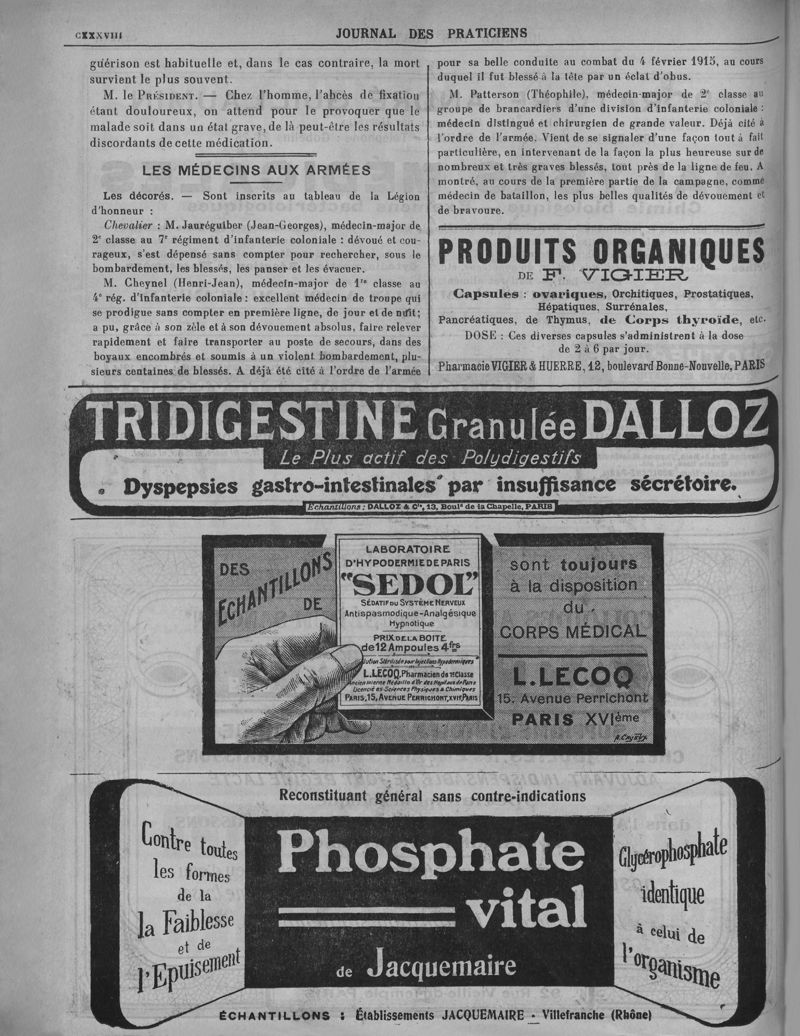 CXXXVIII
JOURNAL DES PRATICIENS
guérison est habituelle et, dans le cas contraire, la mort
survient le plus souvent.
M. le PRÉSIDENT. — Chez l'homme, l'abcès de fixation
étant douloureux, on attend pour le provoquer que le
malade soit dans un état grave, de là peut-être les résultats
discordants de cette médication.
LES MÉDECINS AUX ARMÉES
Les décorés. — Sont inscrits au tableau de la Légion
d'honneur :
Chevalier : M. Jauréguiber (Jean-Georges), médecin-major de
2e classe au 7e régiment d'infanterie coloniale : dévoué et cou-
rageux, s'est dépensé sans compter pour rechercher, sous le
bombardement, les blessés, les panser et les évacuer.
M. Cheynel (Henri-Jean), médecin-major de 1re classe au
4e rég. d'infanterie coloniale : excellent médecin de troupe qui
se prodigue sans compter en première ligne, de jour et de nuit;
a pu, grâce à son zèle et à son dévouement absolus, faire relever
rapidement et faire transporter au poste de secours, dans des
boyaux encombrés et soumis à un violent bombardement, plu-
sieurs centaines de blessés. A déjà été cité à l'ordre de l'armée
pour sa belle conduite au combat du 4 février 1915, au cours
duquel il fut blessé à la tête par un éclat d'obus.
M. Patterson (Théophile), médecin-major de 2e classe au
groupe de brancardiers d'une division d'infanterie coloniale :
médecin distingué et chirurgien de grande valeur. Déjà cité à
l'ordre de l'armée. Vient de se signaler d'une façon tout à fait
particulière, en intervenant de la façon la plus heureuse sur de
nombreux et très graves blessés, tout près de la ligne de feu. A
montré, au cours de la première partie de la campagne, comme
médecin de bataillon, les plus belles qualités de dévouement et
de bravoure.
PRODUITS ORGANIQUES
DE F. VIGIER
Capsules : ovariques, Orchitiques, Prostatiques,
Hépatiques, Surrénales,
Pancréatiques, de Thymus, de Corps thyroïde, etc.
DOSE : Ces diverses capsules s'administrent à la dose
de 2 à 6 par jour.
Pharmacie VIGIER & HUERRE, 12, boulevard Bonne-Nouvelle, PARIS
TRIDIGESTINE Granulée DALLOZ
Le Plus actif des Polydigestifs
Dyspepsies gastro-intestinales par insuffisance sécrétoire.
Echantillons : DALLOZ & Cie, 13, Bould de la Chapelle, PARIS
DES
ECHANTILLONS
DE
LABORATOIRE
D'HYPODERMIE DE PARIS
"SEDOL"
SÉDATIF DU SYSTÈME NERVEUX
Antispasmodique-Analgésique
Hypnotique
PRIX DE LA BOITE
de 12 Ampoules 4frs
L. LECOQ, Pharmacien de 1re Classe
Licencié ès-Sciences Physiques & Chimiques
PARIS, 15, AVENUE PERRICHONT, XVIe, PARIS
sont toujours
à la disposition
du
CORPS MÉDICAL
L. LECOQ
15, Avenue Perrichont
PARIS XVIème
Reconstituant général sans contre-indications
Contre toutes
les formes
de la
la Faiblesse
et de
l'Epuisement
Phosphate
vital
de Jacquemaire
Glycérophosphate
identique
à celui de
l'organisme
ÉCHANTILLONS : Établissements JACQUEMAIRE - Villefranche (Rhône)